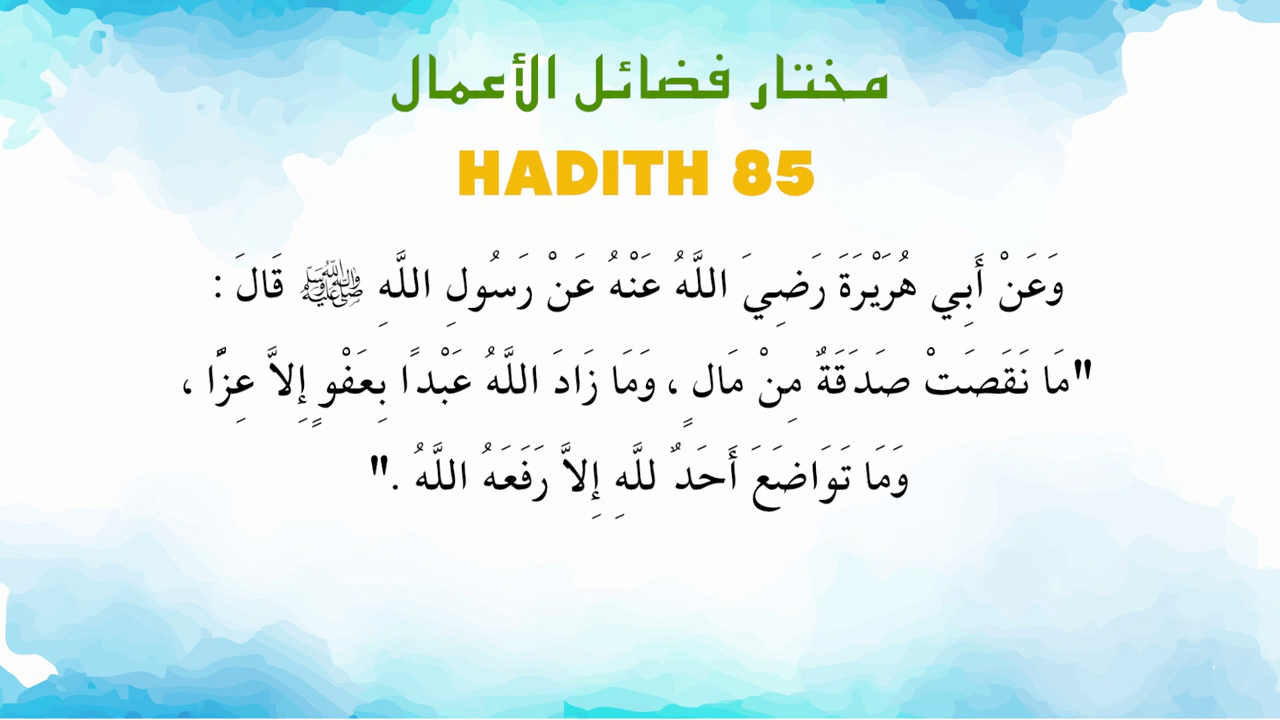 مختار فضائل الأعمال
HADITH 85
وَعَنْ أَبِي هُرَيْرَةَ رَضِيَ اللَّهُ عَنْهُ عَنْ رَسُولِ اللَّهِ ﷺ قَالَ :
"مَا نَقَصَتْ صَدَقَةٌ مِنْ مَالٍ ، وَمَا زَادَ اللَّهُ عَبْدًا بِعَفْوٍ إِلاَّ عِزًّا ،
وَمَا تَوَاضَعَ أَحَدٌ للَّهِ إِلاَّ رَفَعَهُ اللَّهُ ."